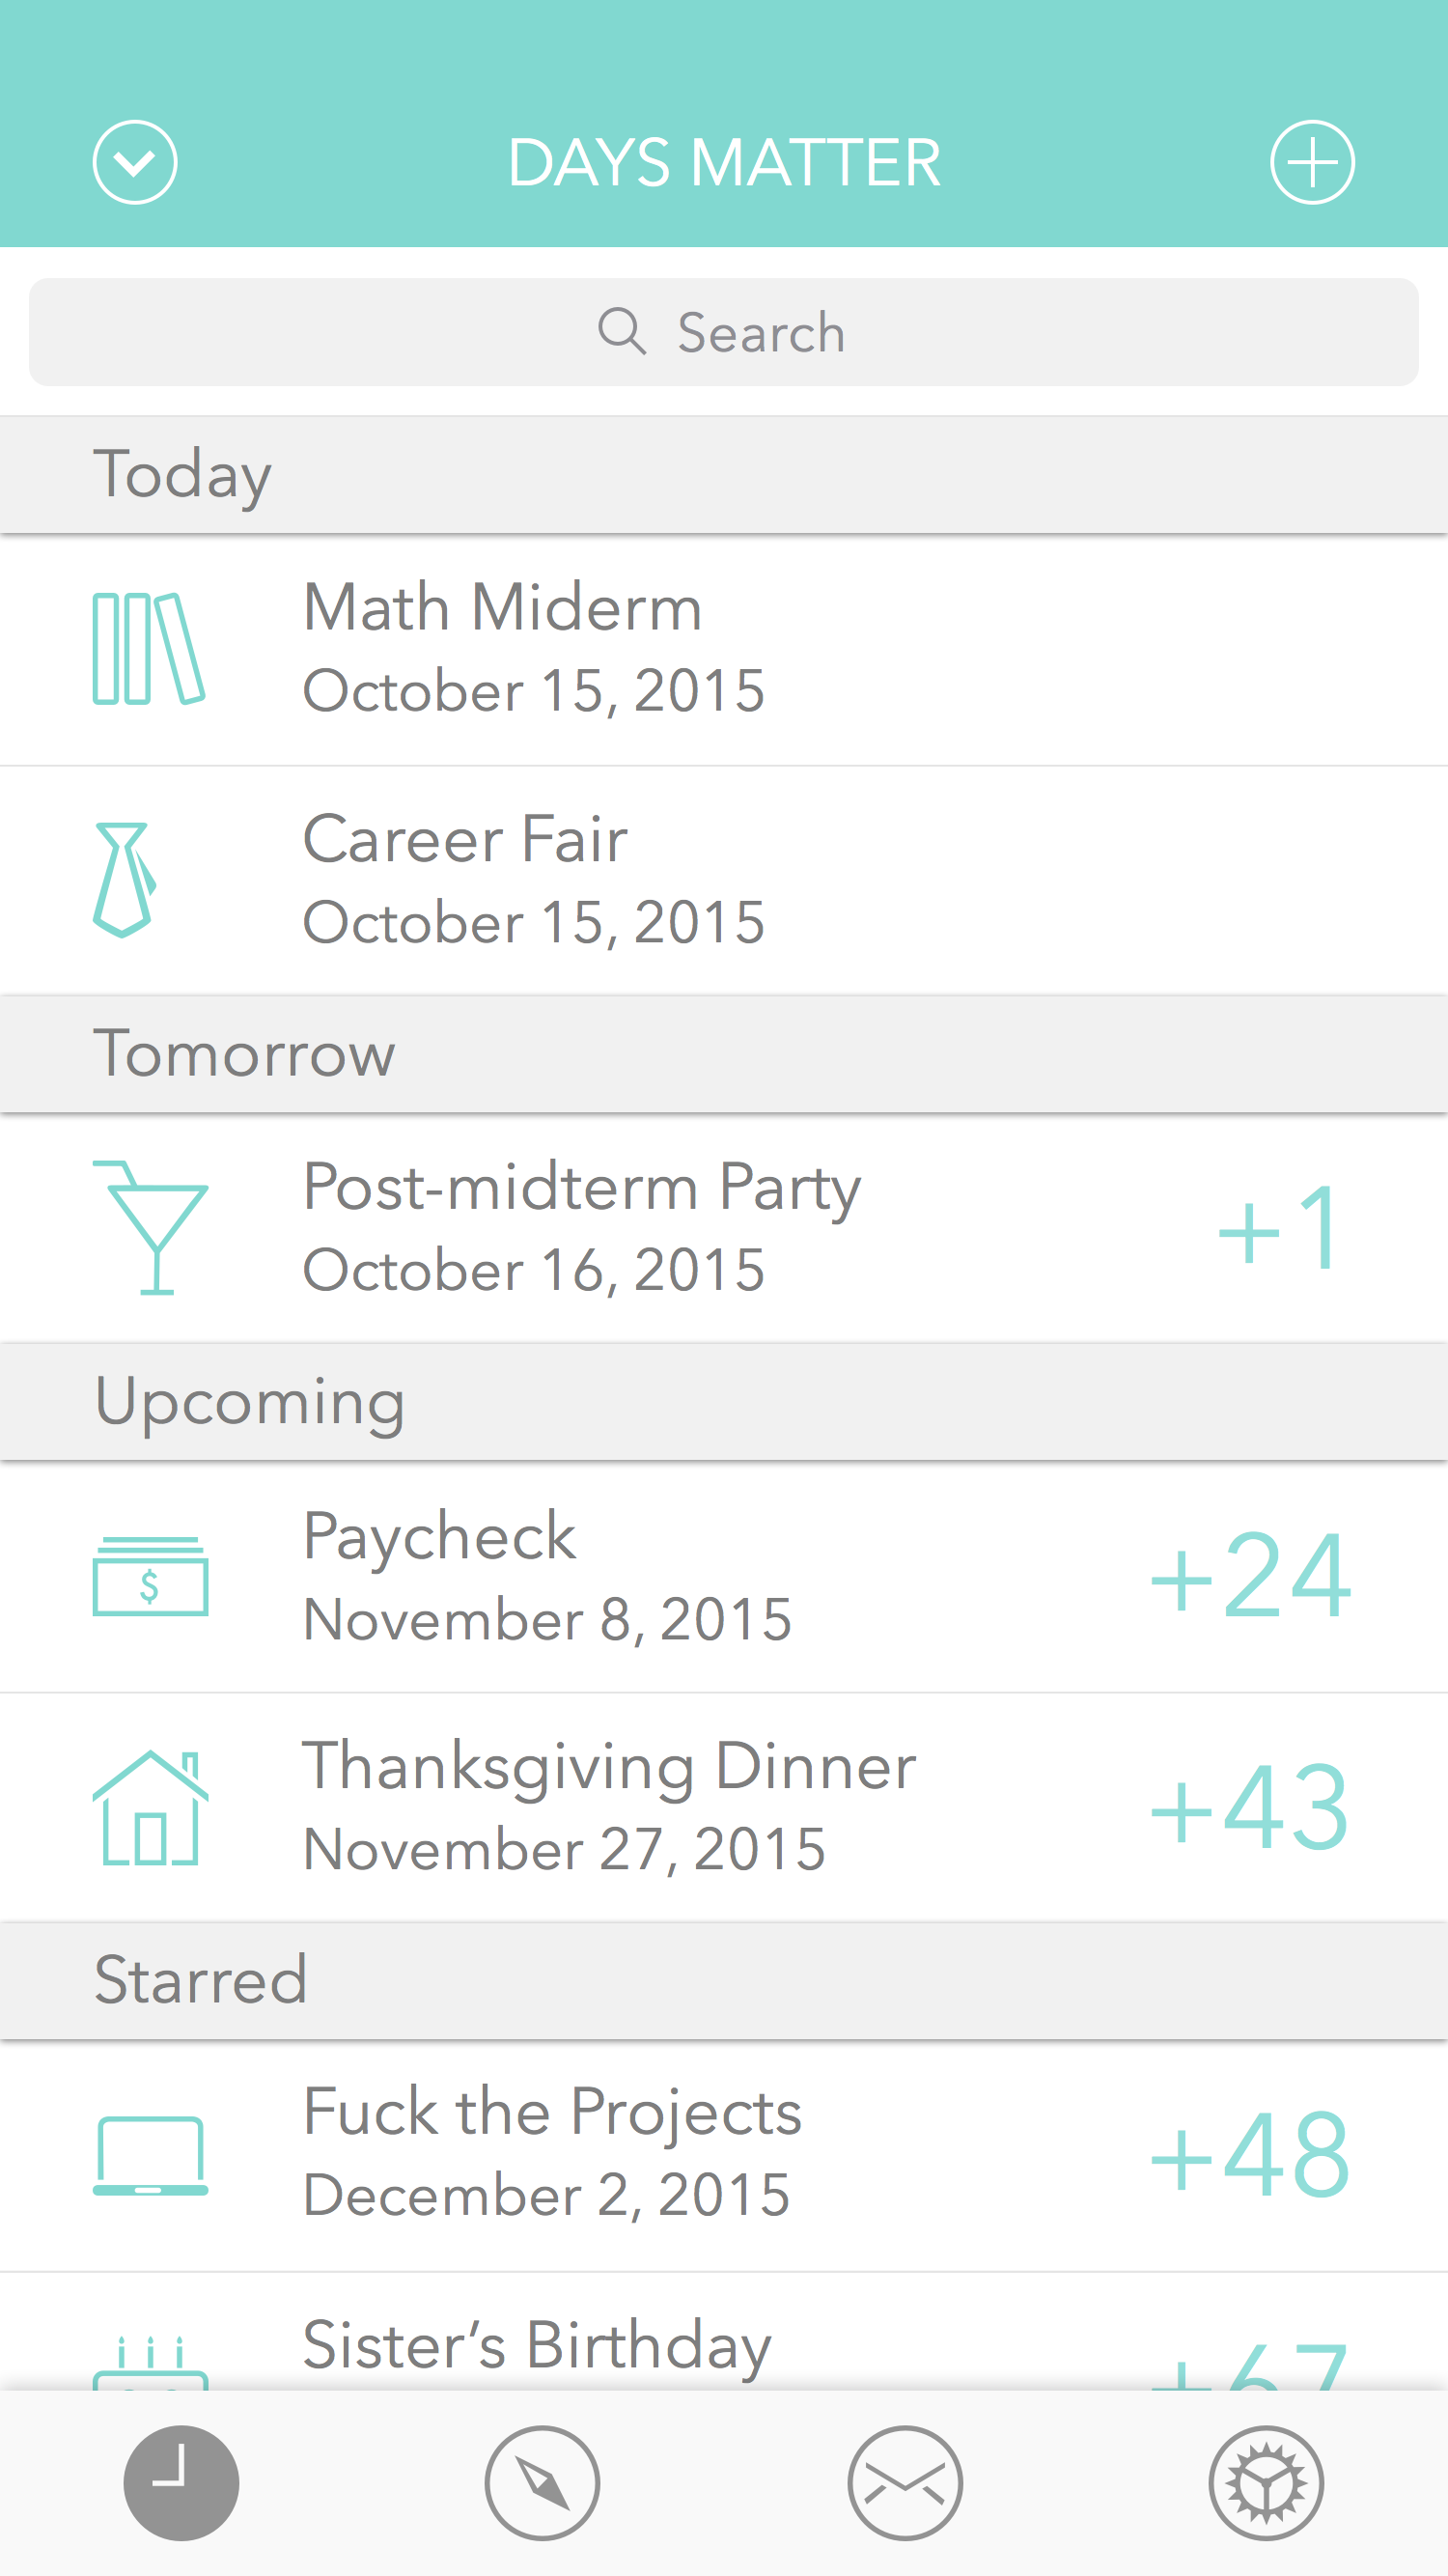 DAYS MATTER
Search
Today
Math Miderm
October 15, 2015
Career Fair
October 15, 2015
Tomorrow
Post-midterm Party
October 16, 2015
+1
Upcoming
Paycheck
November 8, 2015
+24
$
Thanksgiving Dinner
November 27, 2015
+43
Starred
Fuck the Projects
December 2, 2015
+48
Sister’s Birthday
+67